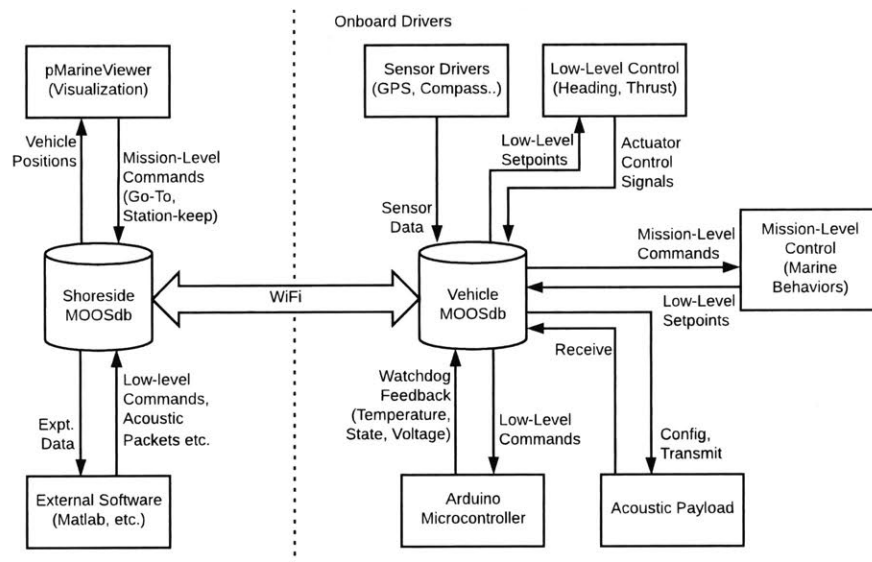 Onboard Drivers
pMarineViewer
(Visualization)
Sensor Drivers
(GPS, Compass..)
Low-Level Control
(Heading, Thrust)
Vehicle
Positions
Mission-Level
Commands
(Go-To,
Station-keep)
Low-Level
Setpoints
Actuator
Control
Signals
Sensor
Data
Mission-Level
Commands
Mission-Level
Control
(Marine
Behaviors)
Shoreside
MOOSdb
WiFi
Vehicle
MOOSdb
Low-Level
Setpoints
Receive
Expt.
Data
Low-level
Commands,
Acoustic
Packets etc.
Watchdog
Feedback
(Temperature,
State, Voltage)
Low-Level
Commands
Config,
Transmit
External Software
(Matlab, etc.)
Arduino
Microcontroller
Acoustic Payload